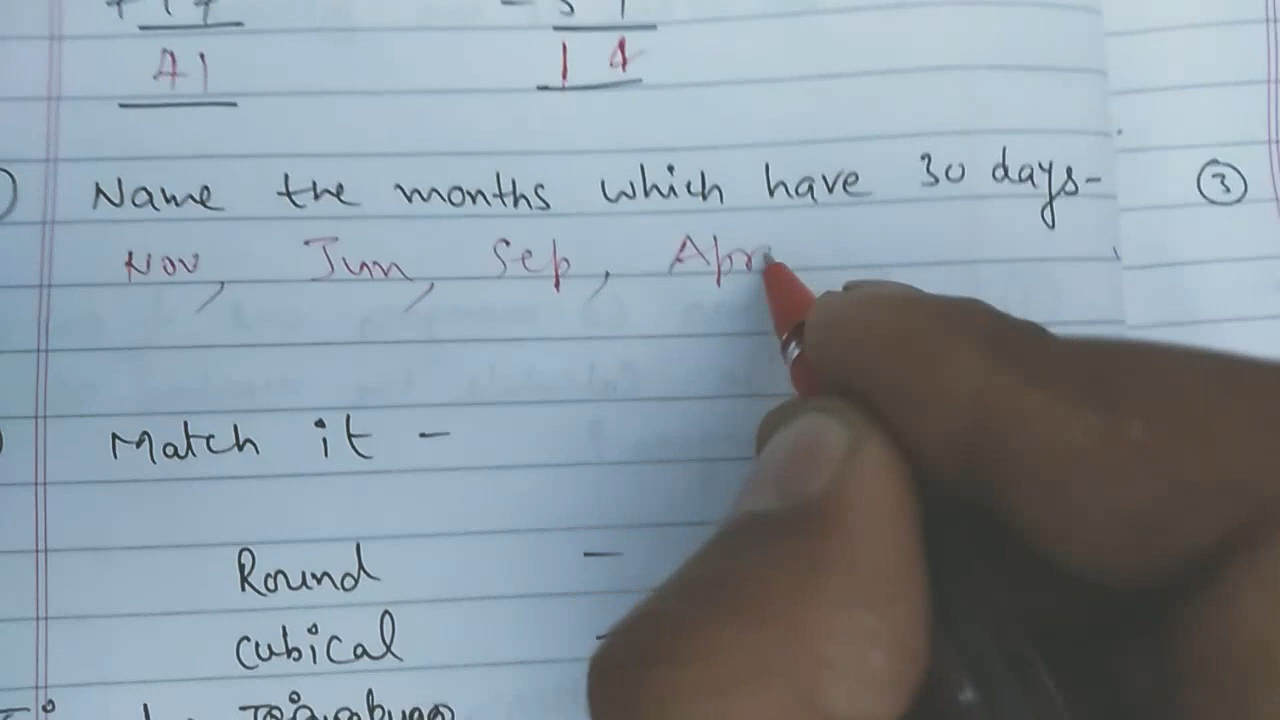 41 14
Name the months which have 30 days- 3
Nov, Jun, Sep, Apr
Match it -
Round -
Cubical -